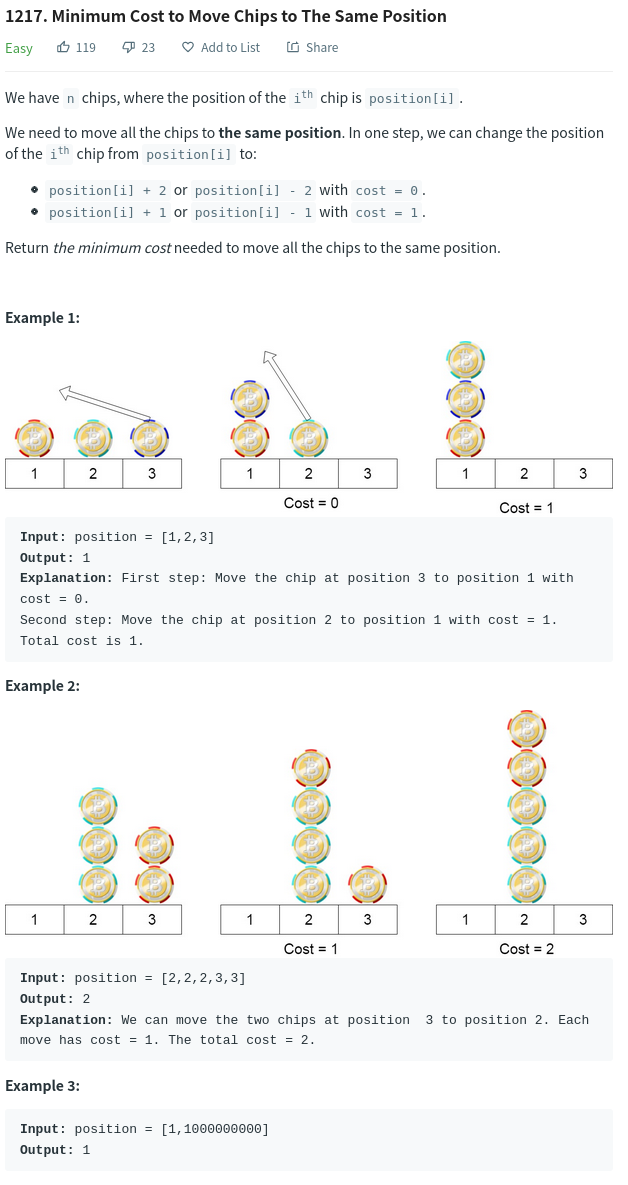 1217. Minimum Cost to Move Chips to The Same Position
Easy 119 23 Add to List Share
We have n chips, where the position of the ith chip is position[i].
We need to move all the chips to the same position. In one step, we can change the position
of the ith chip from position[i] to:
position[i] + 2 or position[i] - 2 with cost = 0.
position[i] + 1 or position[i] - 1 with cost = 1.
Return the minimum cost needed to move all the chips to the same position.
Example 1:
1 2 3 1 2 3 1 2 3
Cost = 0 Cost = 1
Input: position = [1,2,3]
Output: 1
Explanation: First step: Move the chip at position 3 to position 1 with
cost = 0.
Second step: Move the chip at position 2 to position 1 with cost = 1.
Total cost is 1.
Example 2:
1 2 3 1 2 3 1 2 3
Cost = 1 Cost = 2
Input: position = [2,2,2,3,3]
Output: 2
Explanation: We can move the two chips at position  3 to position 2. Each
move has cost = 1. The total cost = 2.
Example 3:
Input: position = [1,1000000000]
Output: 1